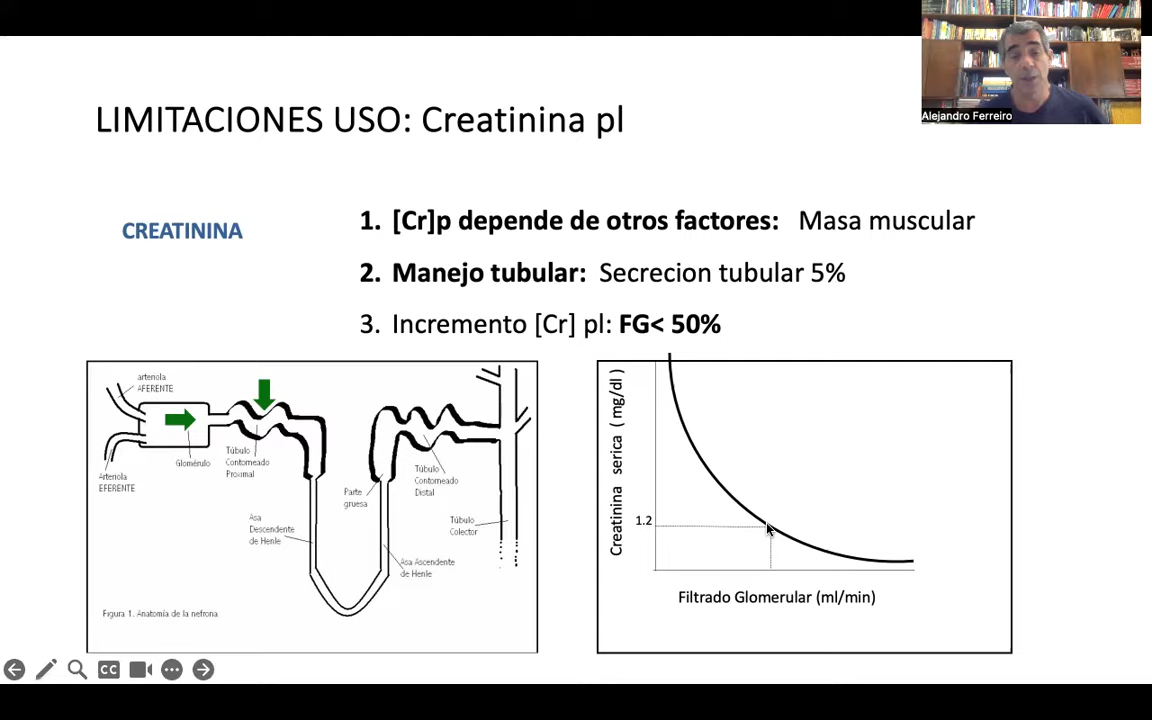 Alejandro Ferreiro
LIMITACIONES USO: Creatinina pl
CREATININA
1. [Cr]p depende de otros factores: Masa muscular
2. Manejo tubular: Secrecion tubular 5%
3. Incremento [Cr] pl: FG< 50%
arteriola
AFERENTE
Glomérulo
Arteriola
EFERENTE
Túbulo
Contorneado
Proximal
Asa
Descendente
de Henle
Parte
gruesa
Túbulo
Contorneado
Distal
Túbulo
Colector
Asa Ascendente
de Henle
Figura 1. Anatomía de la nefrona
Creatinina serica ( mg/dl )
1.2
Filtrado Glomerular (ml/min)
CC